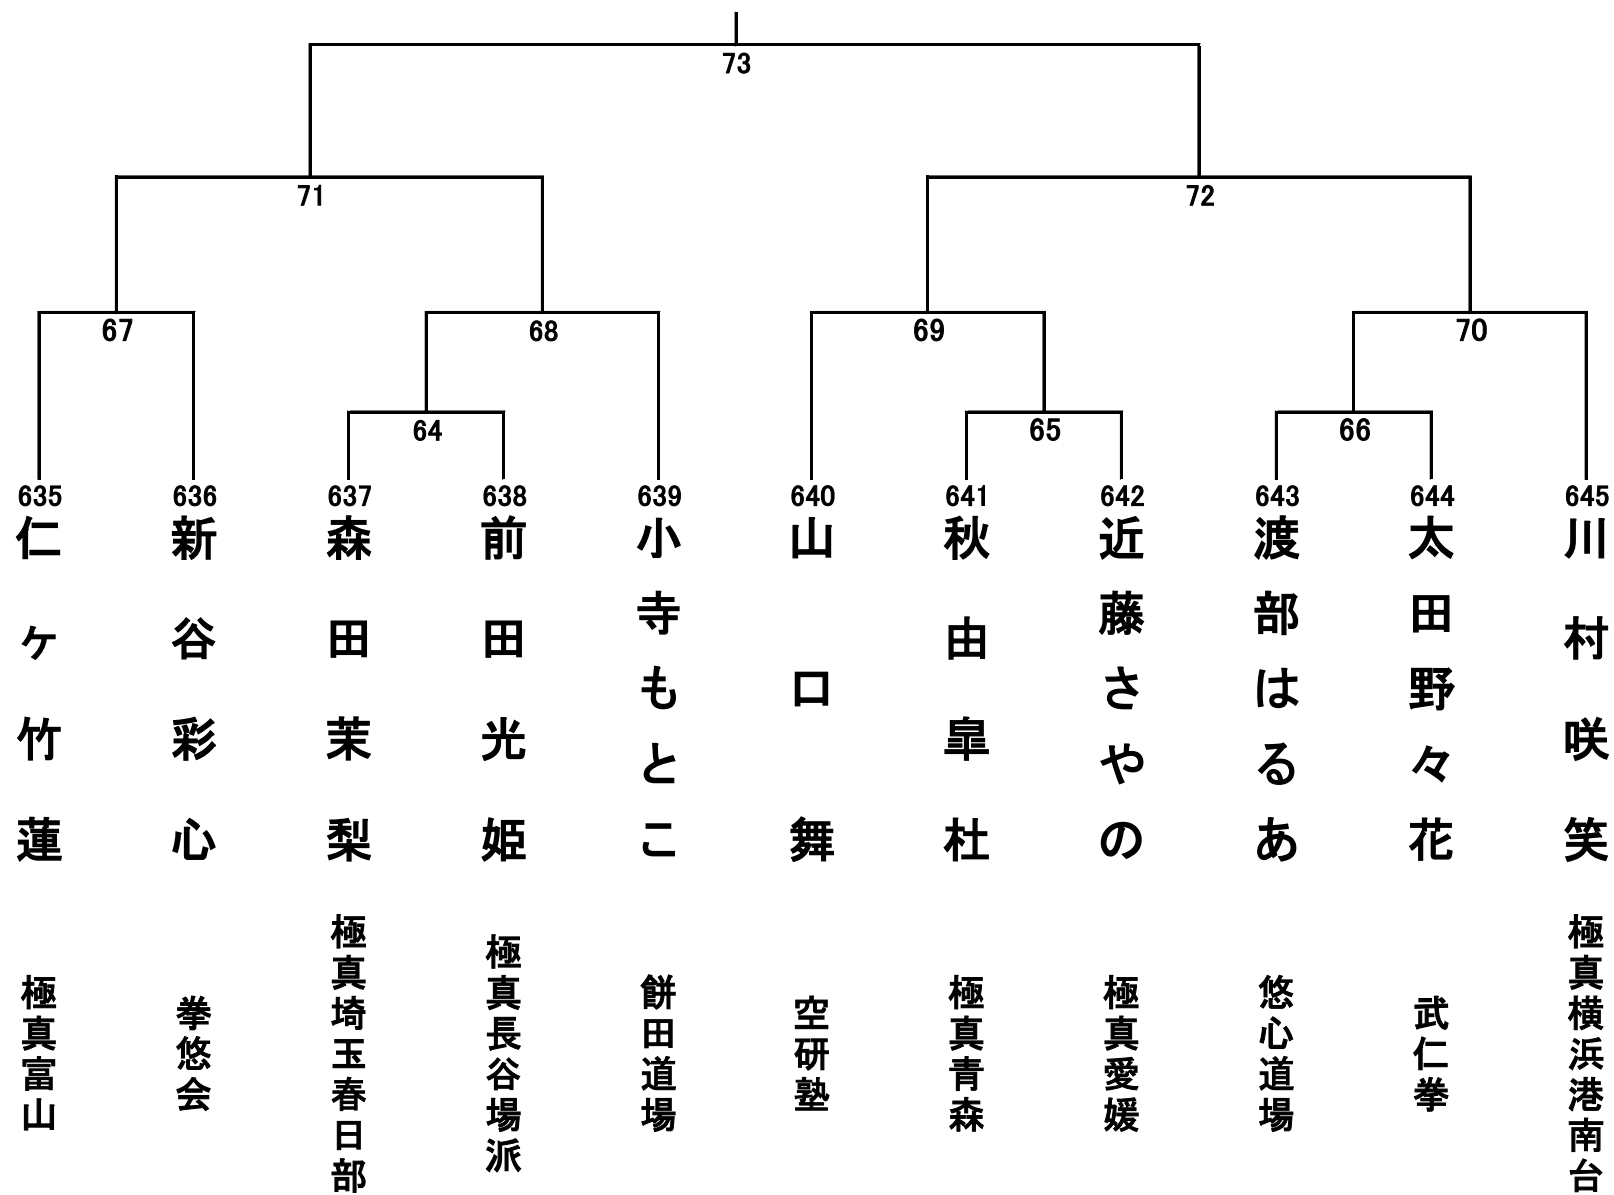 73
71
72
67
68
69
70
64
65
66
635
636
637
638
639
640
641
642
643
644
645
仁ヶ竹蓮
新谷彩心
森田茉梨
前田光姫
小寺もとこ
山口舞
秋由皐杜
近藤さやの
渡部はるあ
太田野々花
川村咲笑
極真富山
拳悠会
極真埼玉春日部
極真長谷場派
餅田道場
空研塾
極真青森
極真愛媛
悠心道場
武仁拳
極真横浜港南台